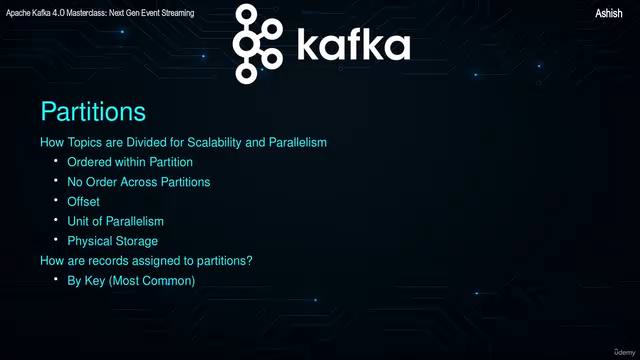 Apache Kafka 4.0 Masterclass: Next Gen Event Streaming
Ashish
kafka
Partitions
How Topics are Divided for Scalability and Parallelism
• Ordered within Partition
• No Order Across Partitions
• Offset
• Unit of Parallelism
• Physical Storage
How are records assigned to partitions?
• By Key (Most Common)
udemy